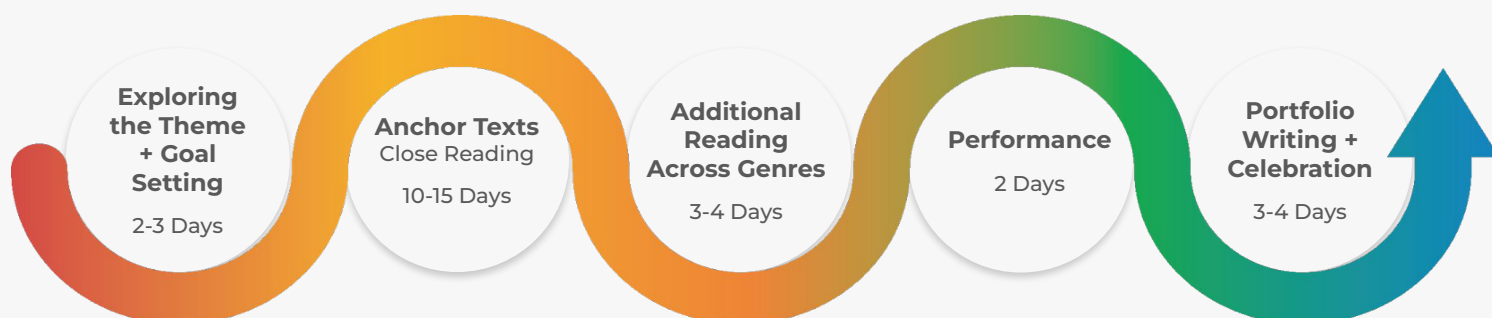 Exploring
the Theme
+ Goal
Setting
2-3 Days
Anchor Texts
Close Reading
10-15 Days
Additional
Reading
Across Genres
3-4 Days
Performance
2 Days
Portfolio
Writing +
Celebration
3-4 Days